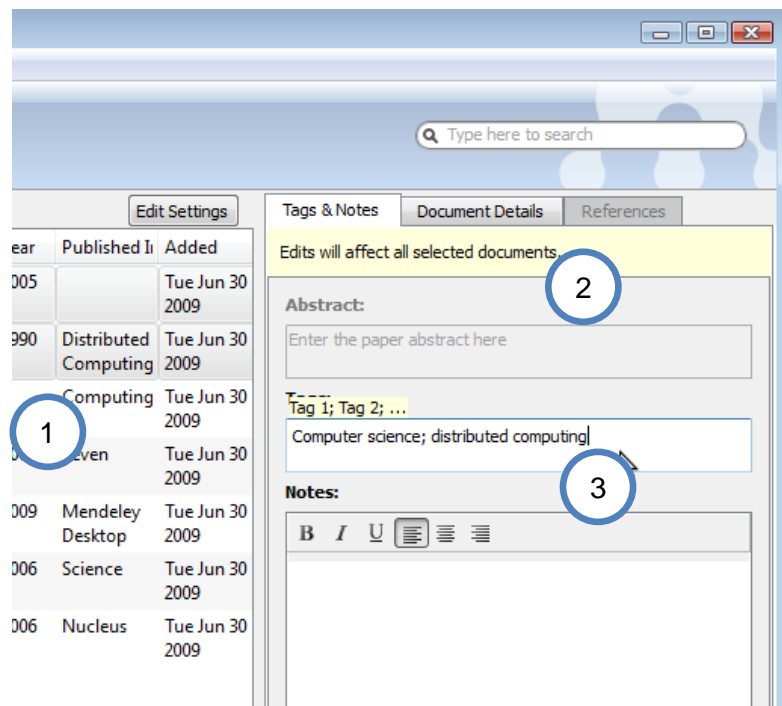 Type here to search
Edit Settings
Tags & Notes
Document Details
References
ear Published Added
Edits will affect all selected documents.
005 Tue Jun 30
2009
2
Abstract:
Enter the paper abstract here
990 Distributed Tue Jun 30
Computing 2009
Computing Tue Jun 30
2009
1
Tag 1; Tag 2; ...
Computer science; distributed computing
Tue Jun 30
2009
3
Notes:
009 Mendeley Tue Jun 30
Desktop 2009
B I U
006 Science Tue Jun 30
2009
006 Nucleus Tue Jun 30
2009